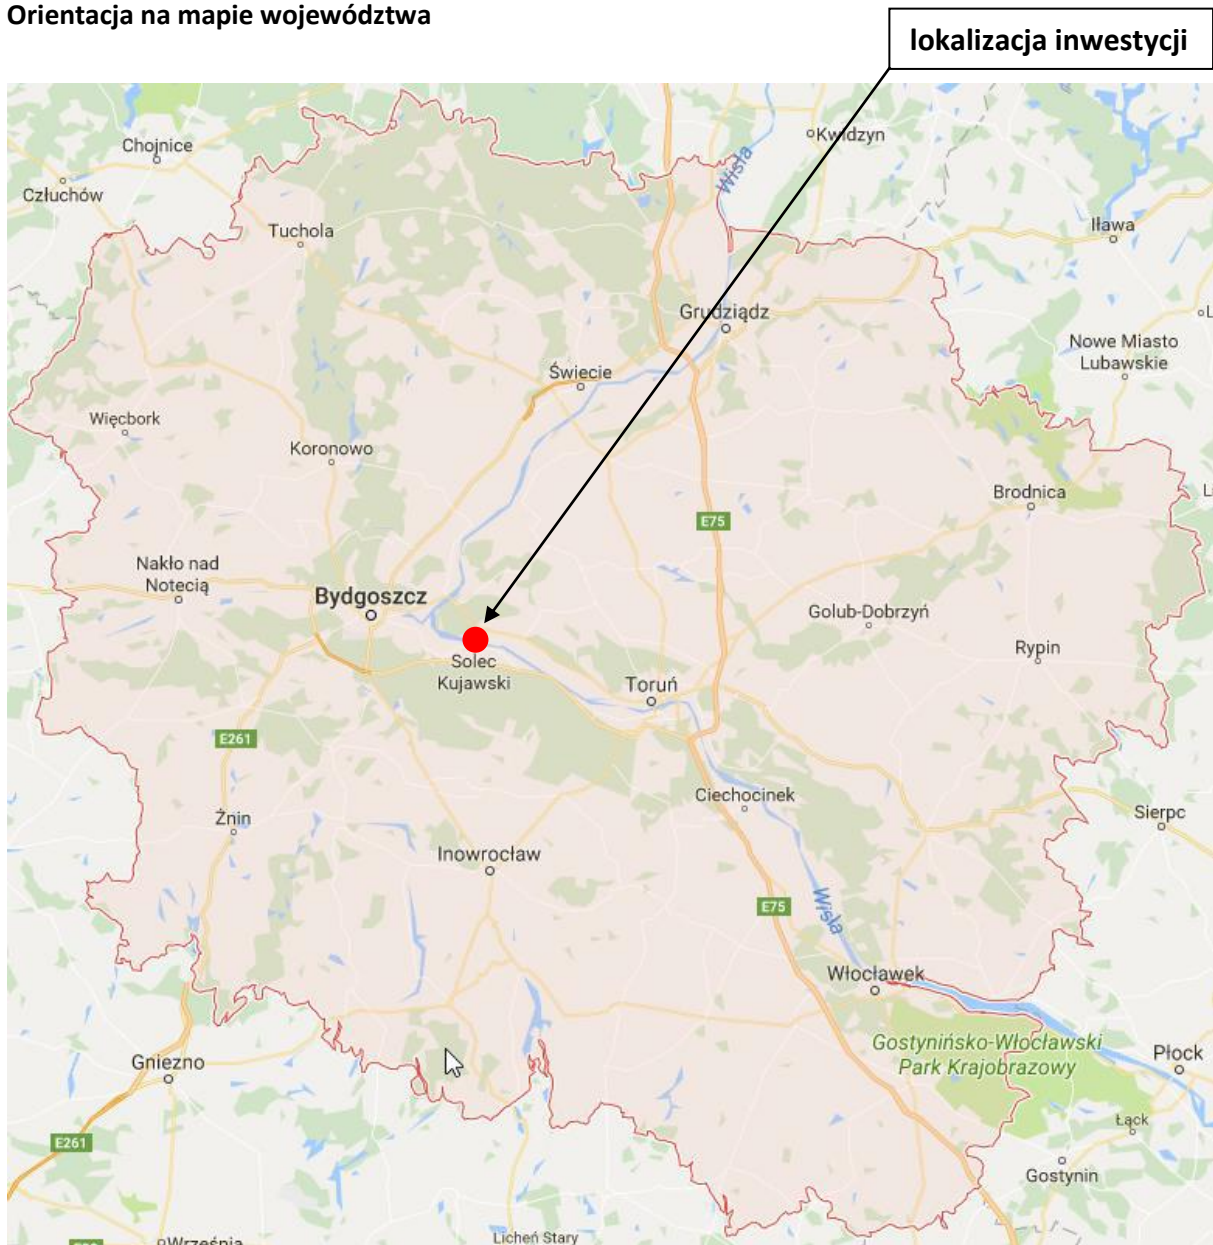 Orientacja na mapie województwa
lokalizacja inwestycji
Chojnice
Kwidzyn
Człuchów
Wisła
Tuchola
Iława
Grudziądz
Nowe Miasto
Lubawskie
Świecie
Więcbork
Koronowo
Brodnica
E75
Nakło nad
Notecią
Bydgoszcz
Golub-Dobrzyń
Rypin
Solec
Kujawski
Toruń
E261
Ciechocinek
Żnin
Sierpc
Inowrocław
E75
Wisła
Włocławek
Gostynińsko-Włocławski
Park Krajobrazowy
Płock
Gniezno
Łąck
E261
Gostynin
Licheń Stary
Września